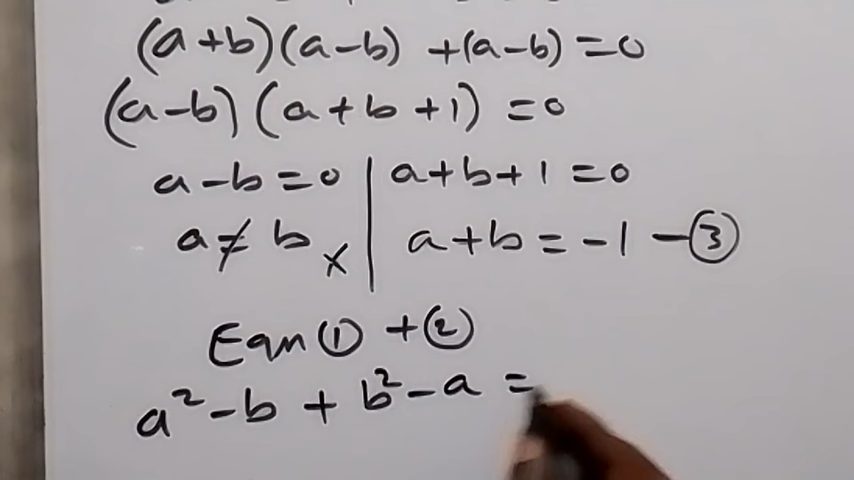 (a+b)(a-b) +(a-b) =0
(a-b) (a+b+1) =0
a-b=0 | a+b+1=0
a≠b x | a+b=-1 -③
Eqn ① +②
a²-b + b²-a =